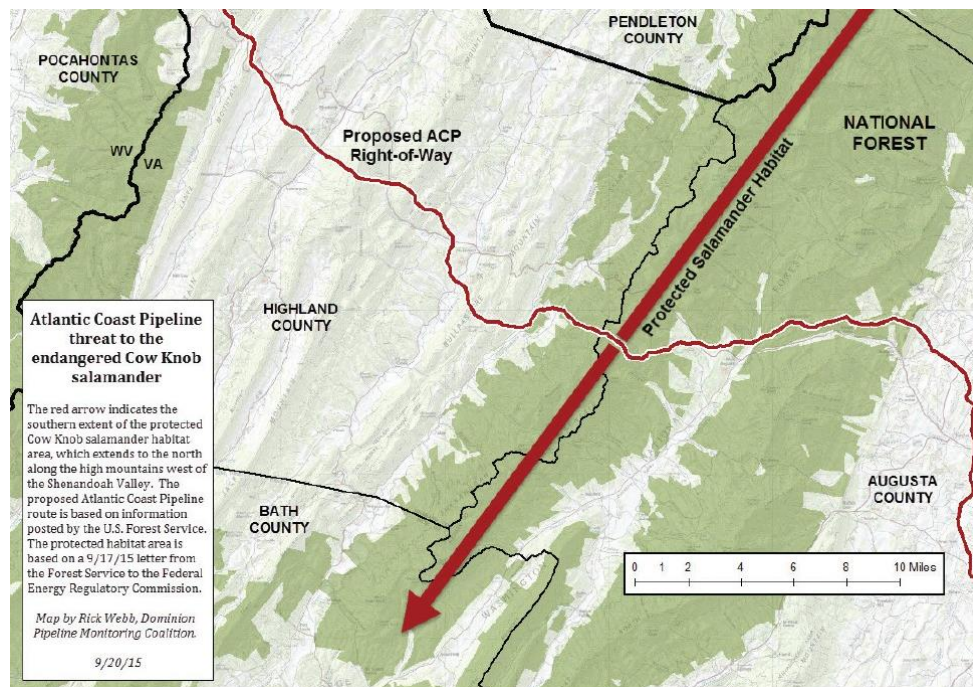 PENDLETON
COUNTY
POCAHONTAS
COUNTY
NATIONAL
FOREST
Proposed ACP
Right-of-Way
WV
VA
Protected Salamander Habitat
HIGHLAND
COUNTY
Atlantic Coast Pipeline
threat to the
endangered Cow Knob
salamander
The red arrow indicates the
southern extent of the protected
Cow Knob salamander habitat
area, which extends to the north
along the high mountains west of
the Shenandoah Valley. The
proposed Atlantic Coast Pipeline
route is based on information
posted by the U.S. Forest Service.
The protected habitat area is
based on a 9/17/15 letter from
the Forest Service to the Federal
Energy Regulatory Commission.
Map by Rick Webb, Dominion
Pipeline Monitoring Coalition.
9/20/15
BATH
COUNTY
AUGUSTA
COUNTY
0 1 2 4 6 8 10 Miles